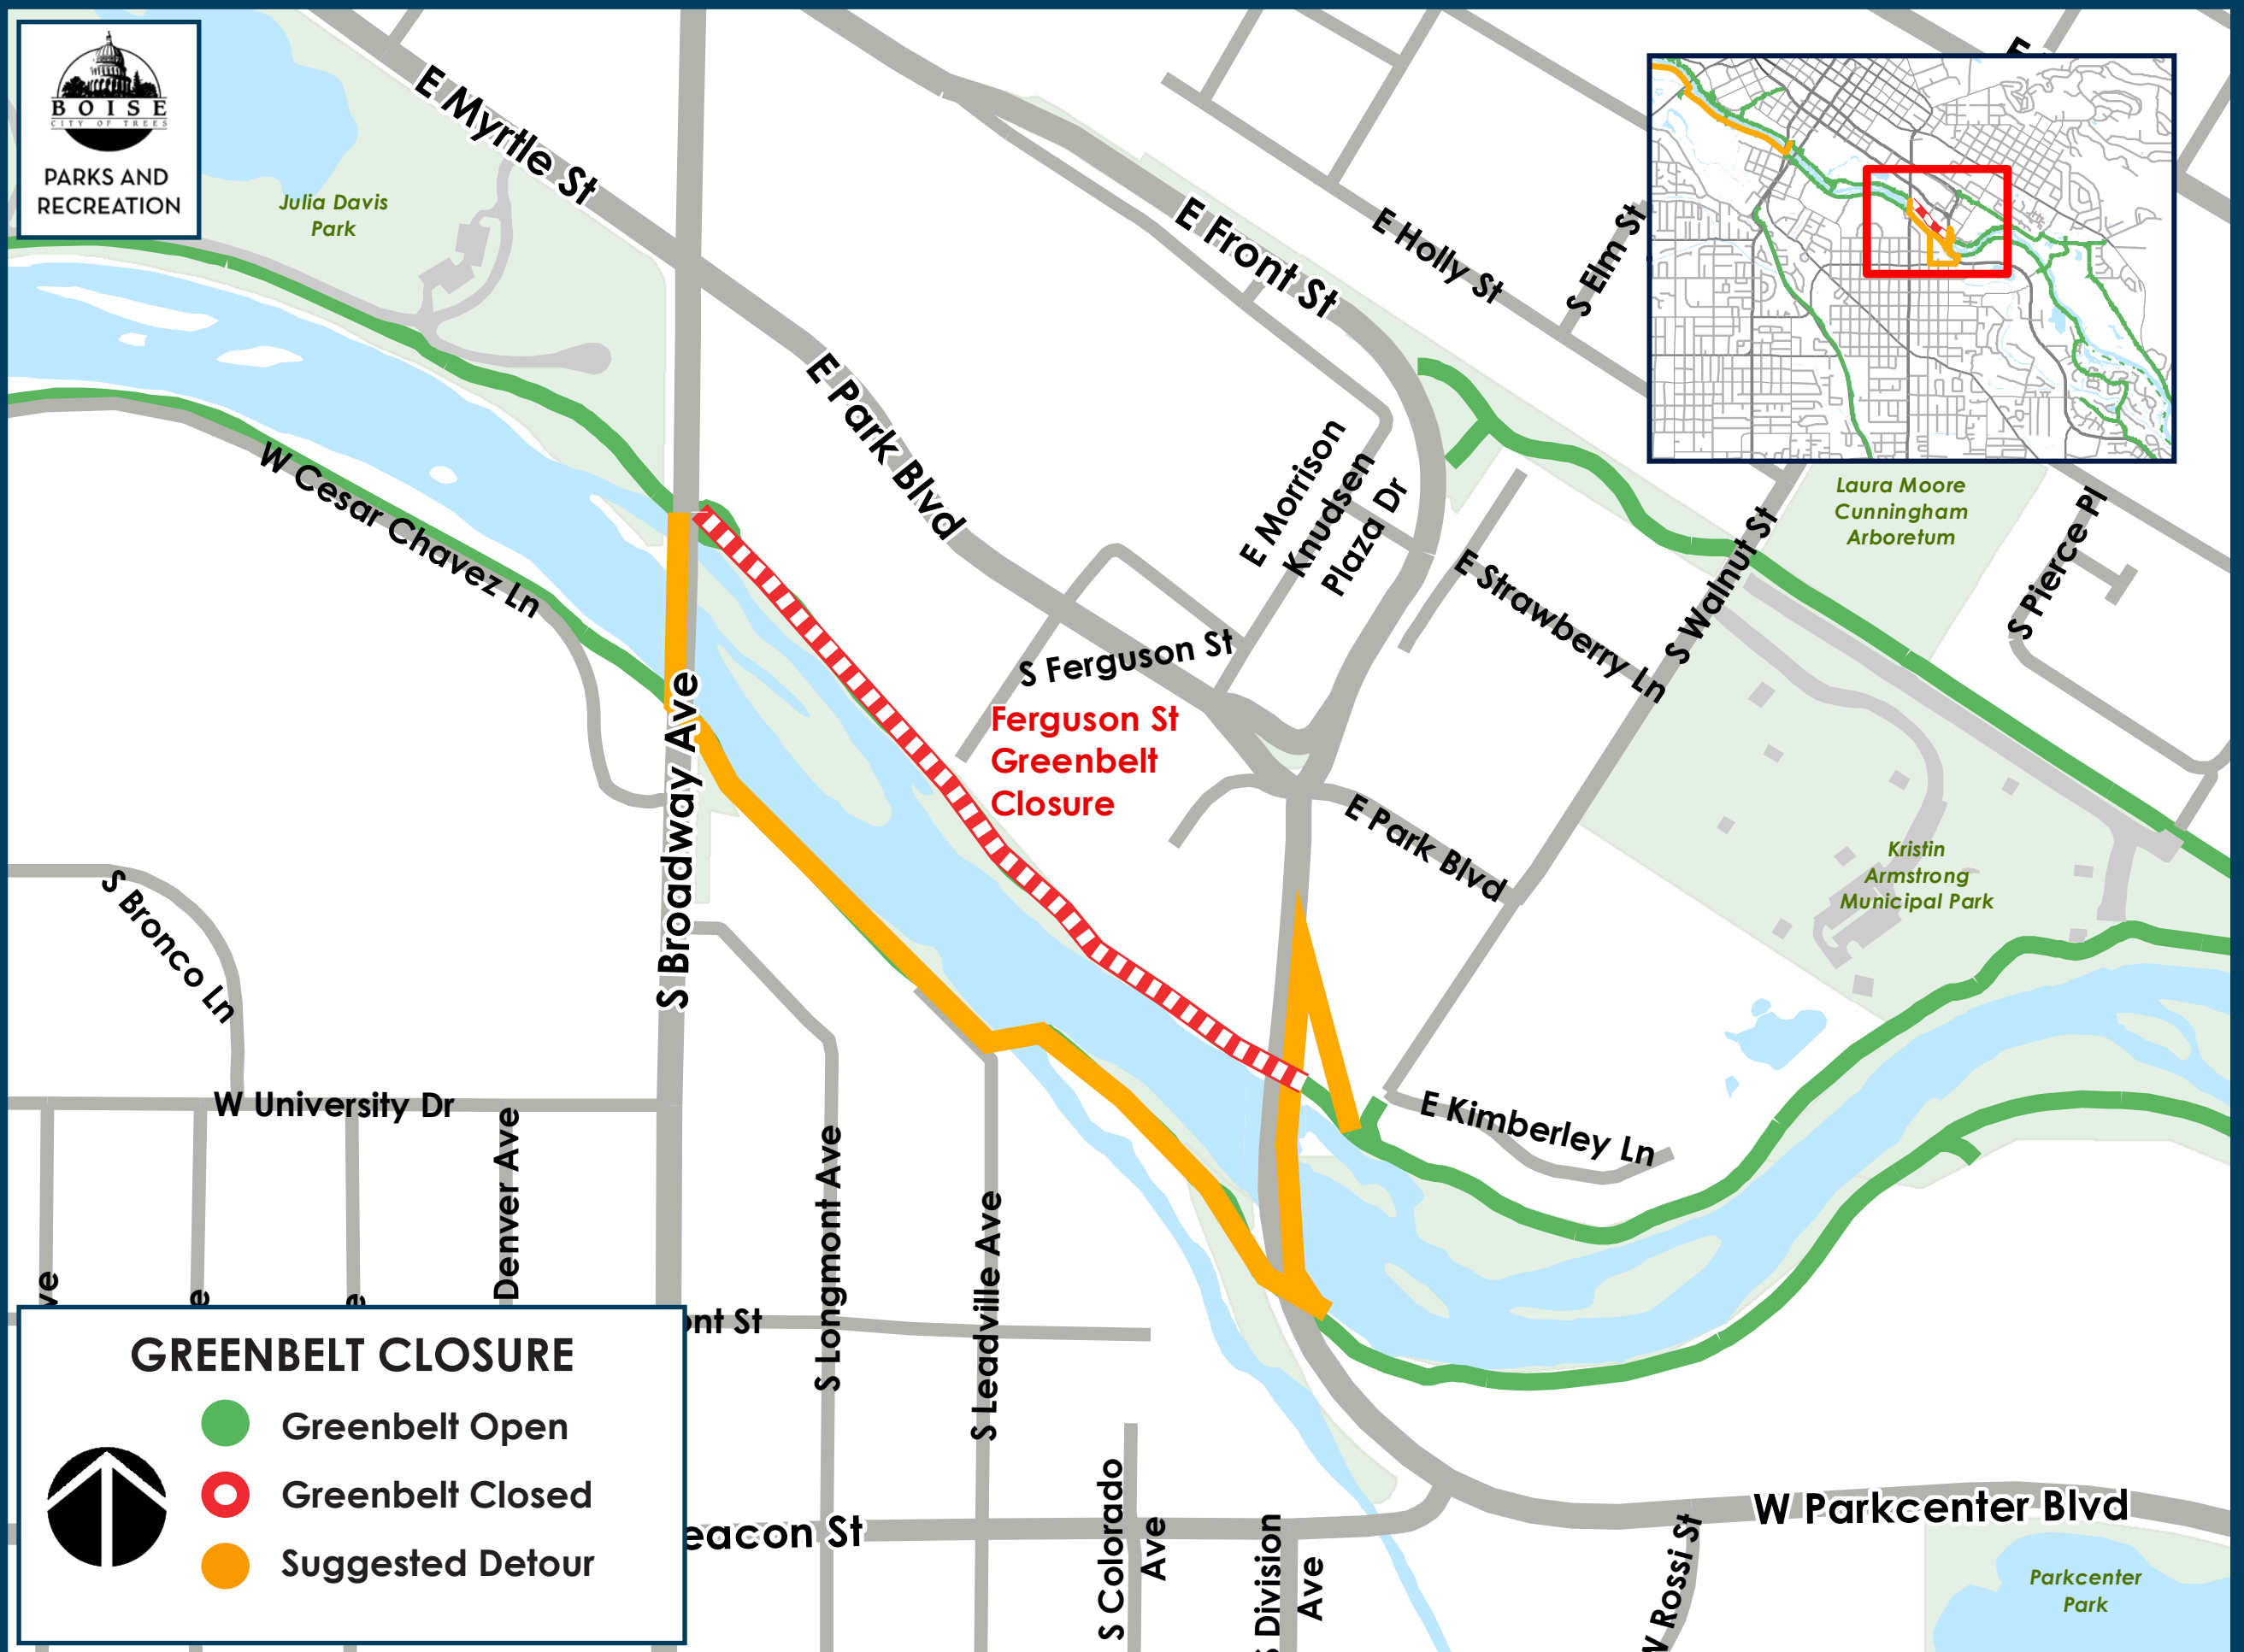 BOISE
CITY OF TREES
PARKS AND
RECREATION
E Myrtle St
Julia Davis
Park
E Front St
E Holly St
S Elm St
E
E Park Blvd
E Morrison
Knudsen
Plaza Dr
E Strawberry Ln
S Walnut St
Laura Moore
Cunningham
Arboretum
S Pierce Pl
W Cesar Chavez Ln
S Ferguson St
Ferguson St
Greenbelt
Closure
S Broadway Ave
E Park Blvd
Kristin
Armstrong
Municipal Park
S Bronco Ln
W University Dr
E Kimberley Ln
Denver Ave
S Longmont Ave
S Leadville Ave
ve
e
e
ont St
eacon St
S Colorado
Ave
S Division
Ave
W Rossi St
W Parkcenter Blvd
Parkcenter
Park
GREENBELT CLOSURE
Greenbelt Open
Greenbelt Closed
Suggested Detour